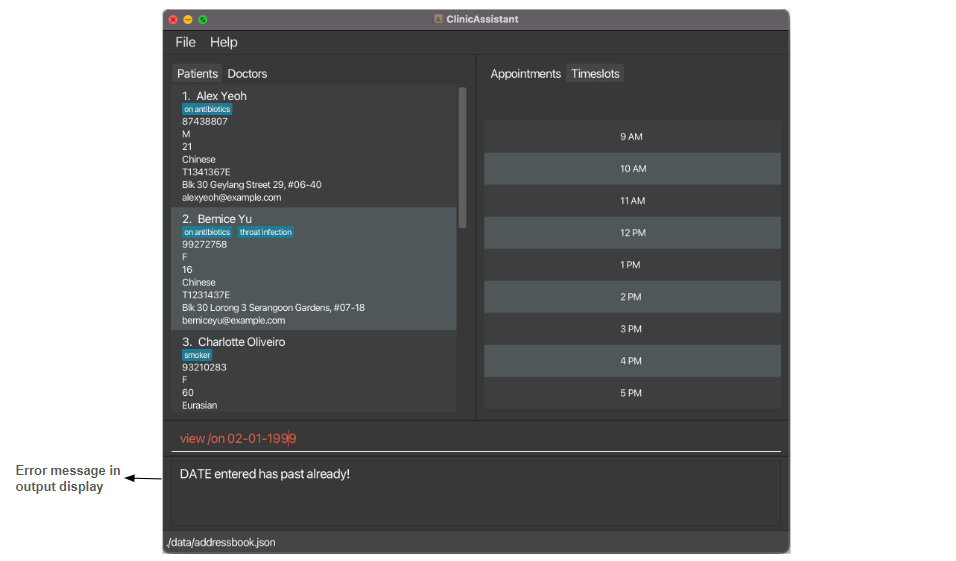 ClinicAssistant
File Help
Patients Doctors
1. Alex Yeoh
on antibiotics
87438807
M
21
Chinese
T1341367E
Blk 30 Geylang Street 29, #06-40
alexyeoh@example.com
2. Bernice Yu
on antibiotics throat infection
99272758
F
16
Chinese
T1231437E
Blk 30 Lorong 3 Serangoon Gardens, #07-18
berniceyu@example.com
3. Charlotte Oliveiro
smoker
93210283
F
60
Eurasian
Appointments Timeslots
9 AM
10 AM
11 AM
12 PM
1 PM
2 PM
3 PM
4 PM
5 PM
view /on 02-01-1999
Error message in
output display
DATE entered has past already!
./data/addressbook.json